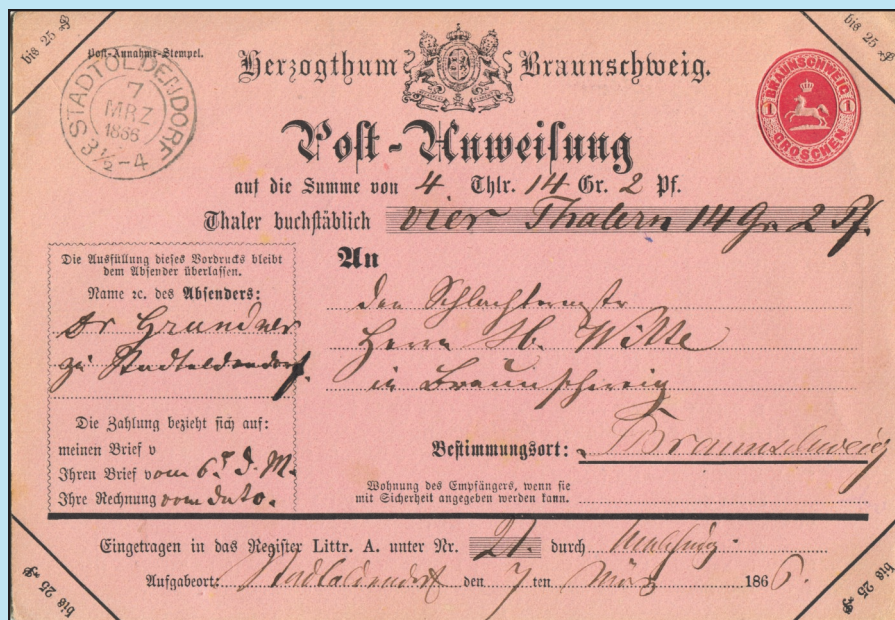 bis 25 ₰
bis 25 ₰
Post-Annahme-Stempel.
STADTOLDENDORF
7
MRZ
1866
3½-4
Herzogthum Braunschweig.
BRAUNSCHWEIG
1 1
GROSCHEN
Post-Anweisung
auf die Summe von 4 Thlr. 14 Gr. 2 Pf.
Thaler buchstäblich vier Thalern 14 Gr 2 Pf.
Die Ausfüllung dieses Vordrucks bleibt
dem Absender überlassen.
Name ꝛc. des Absenders:
Dr Grundner
zu Stadtoldendorf.
Die Zahlung bezieht sich auf:
meinen Brief v
Ihren Brief vom 6. d. M.
Ihre Rechnung vom dato.
An
den Schlachtermstr
Herrn H. Witte
in Braunschweig
Bestimmungsort: Braunschweig
Wohnung des Empfängers, wenn sie
mit Sicherheit angegeben werden kann.
Eingetragen in das Register Littr. A. unter Nr. 21. durch
Aufgabeort: Stadtoldendorf den 7 ten März 1866.
bis 25 ₰
bis 25 ₰